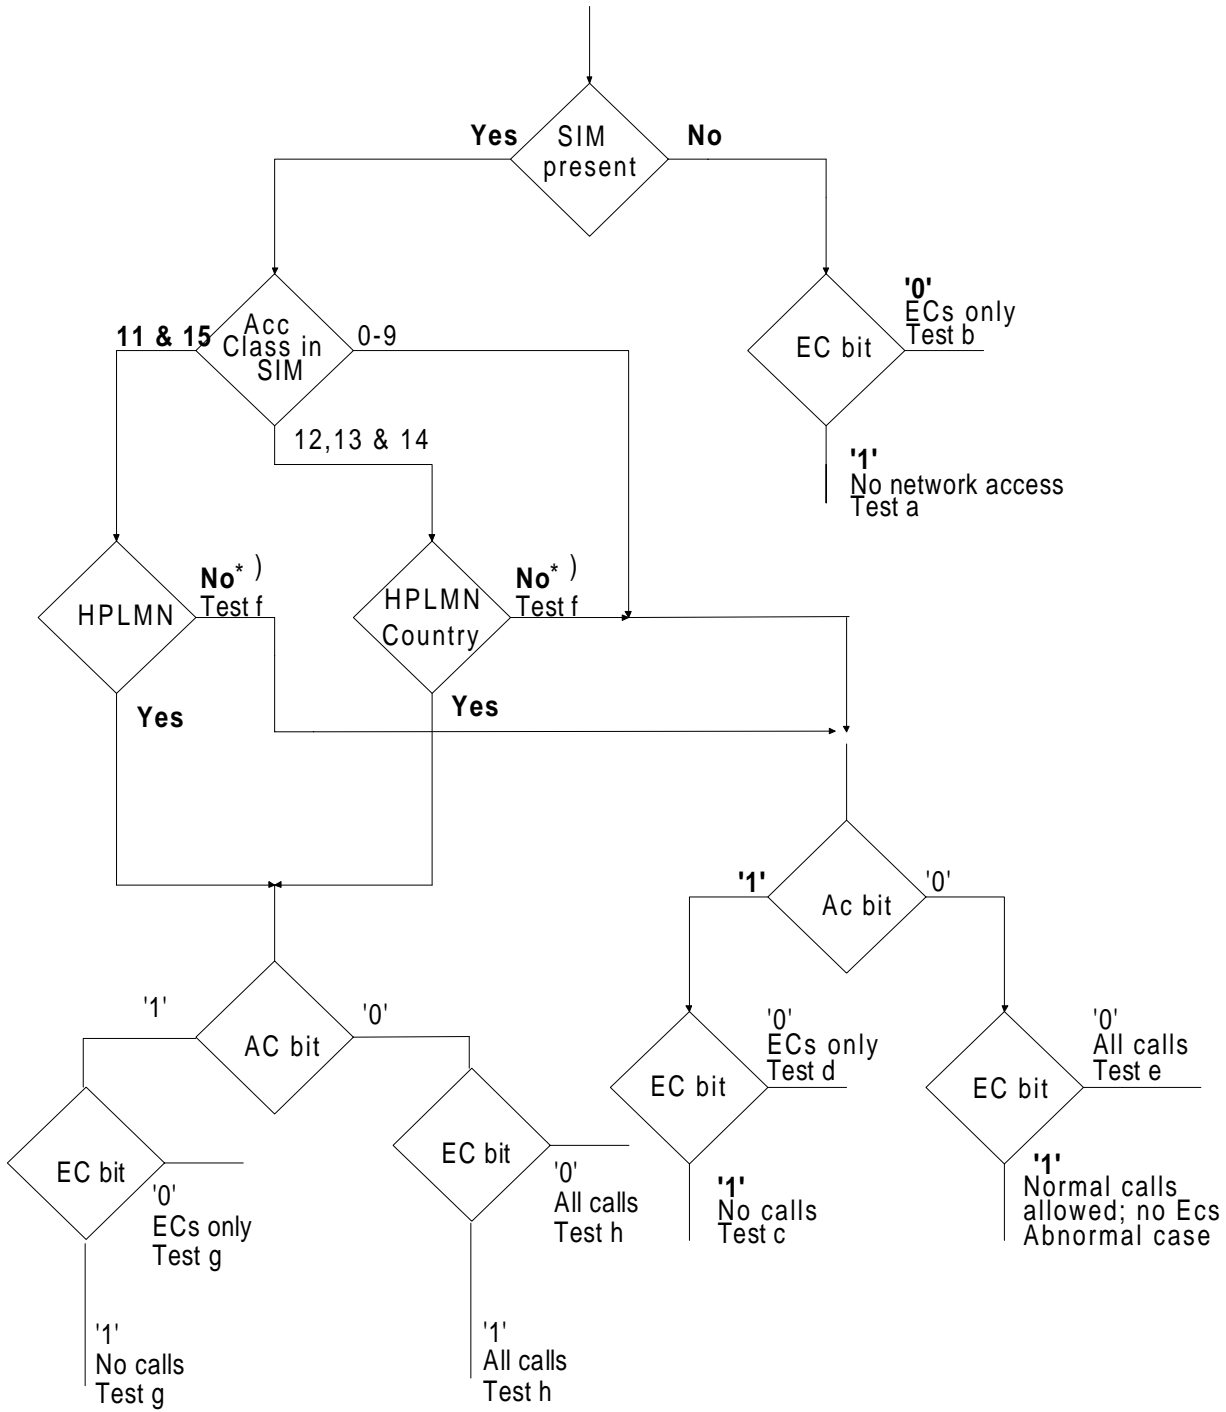 Yes
SIM
present
No
11 & 15
Acc
Class in
SIM
0-9
'0'
ECs only
Test b
EC bit
12,13 & 14
'1'
No network access
Test a
HPLMN
No* )
Test f
HPLMN
Country
No* )
Test f
Yes
Yes
'1'
Ac bit
'0'
'1'
AC bit
'0'
'0'
ECs only
Test d
EC bit
'0'
All calls
Test e
EC bit
EC bit
'0'
ECs only
Test g
EC bit
'0'
All calls
Test h
'1'
No calls
Test c
'1'
Normal calls
allowed; no Ecs
Abnormal case
'1'
No calls
Test g
'1'
All calls
Test h